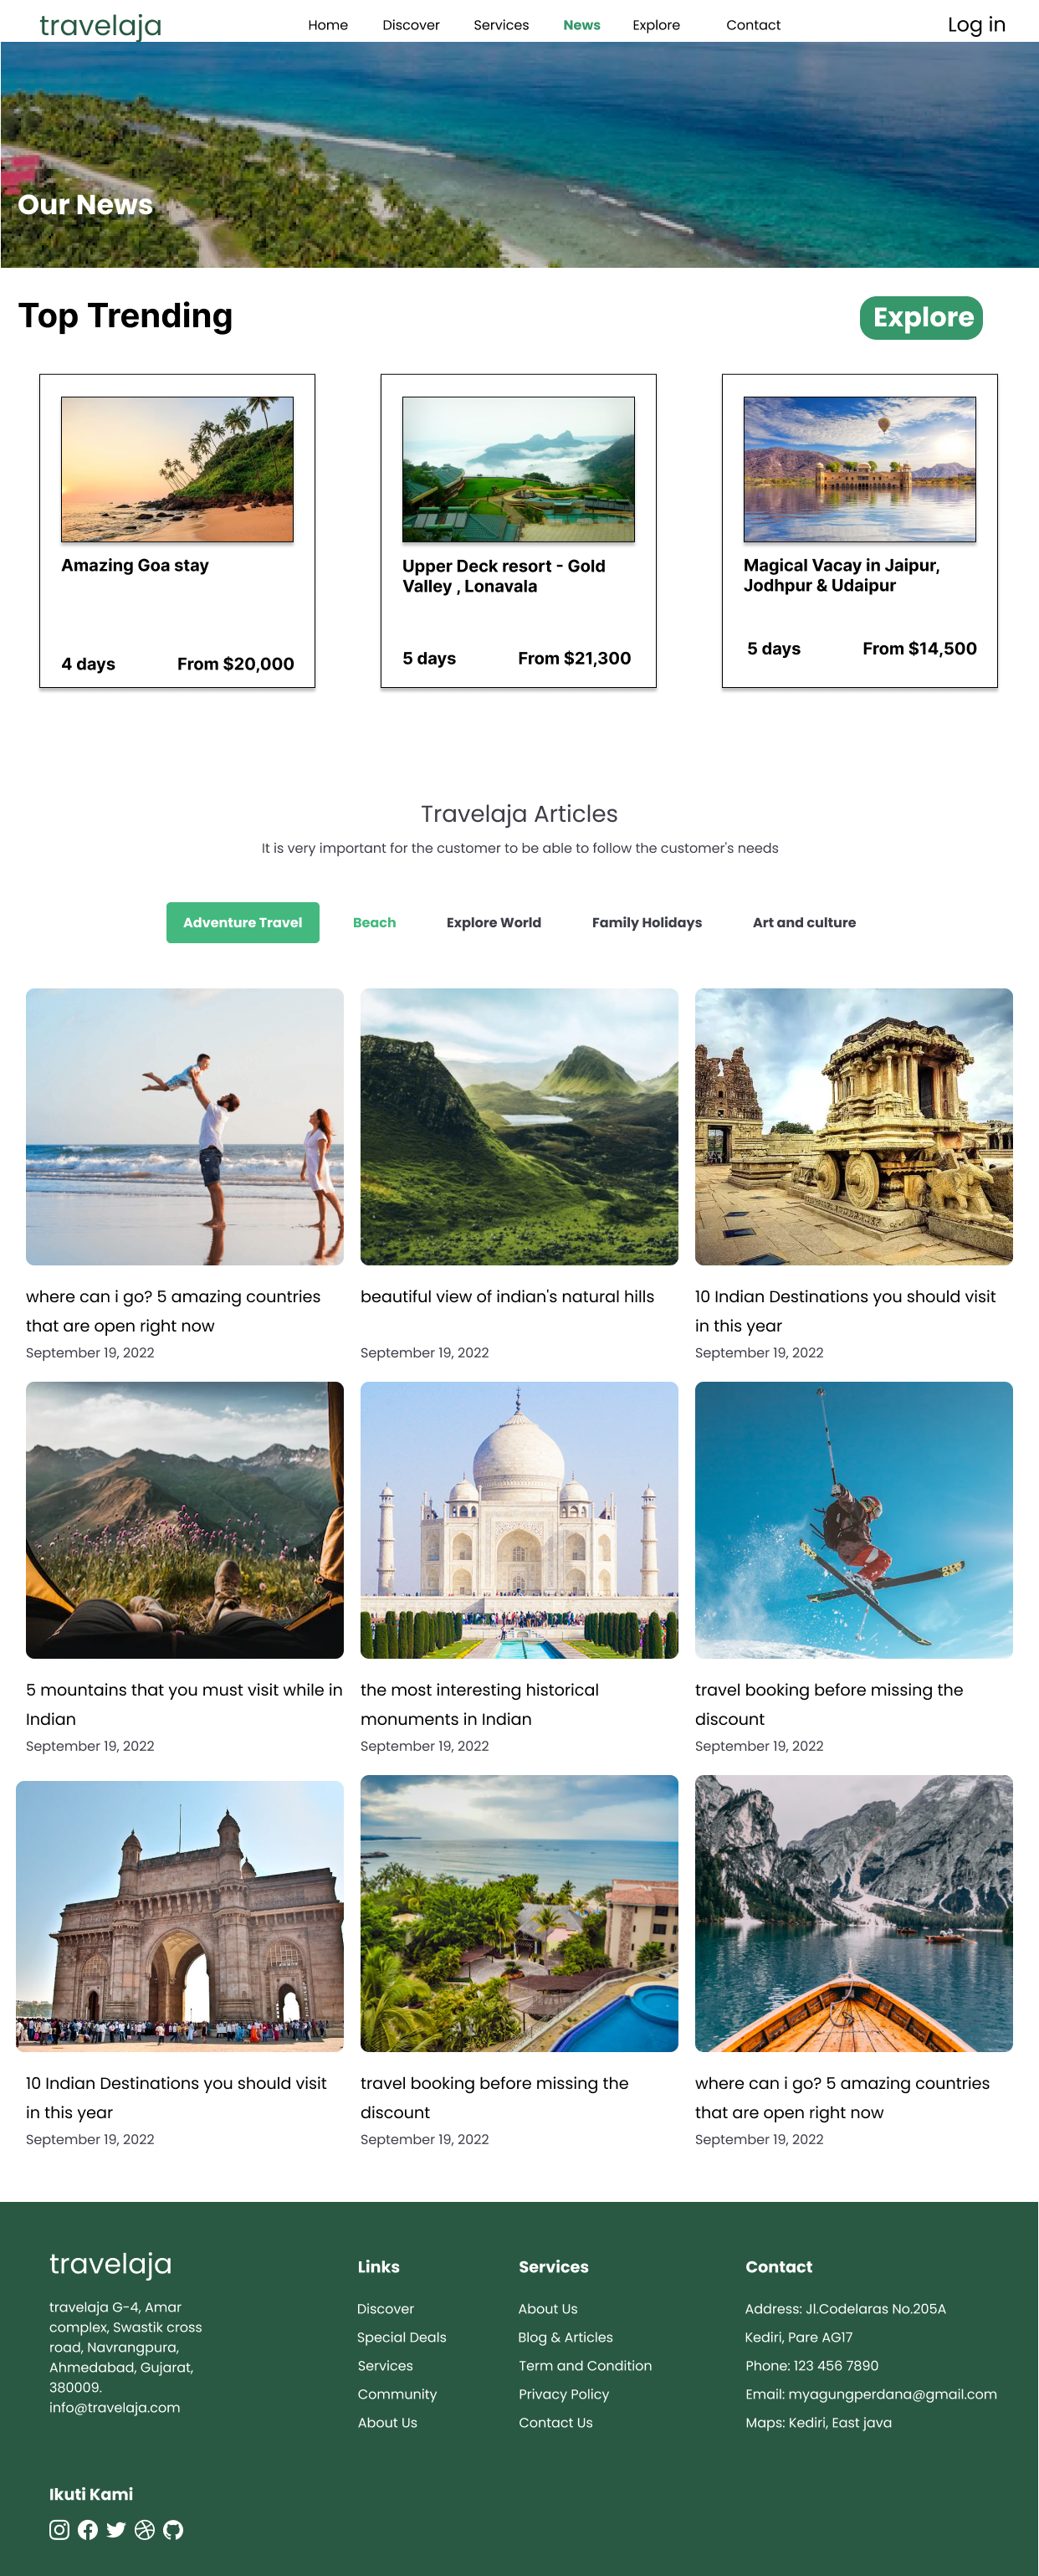 travelaja
Home Discover Services News Explore Contact
Log in
Our News
Top Trending
Explore
Amazing Goa stay
4 days From $20,000
Upper Deck resort - Gold
Valley , Lonavala
5 days From $21,300
Magical Vacay in Jaipur,
Jodhpur & Udaipur
5 days From $14,500
Travelaja Articles
It is very important for the customer to be able to follow the customer's needs
Adventure Travel Beach Explore World Family Holidays Art and culture
where can i go? 5 amazing countries
that are open right now
September 19, 2022
beautiful view of indian's natural hills
September 19, 2022
10 Indian Destinations you should visit
in this year
September 19, 2022
5 mountains that you must visit while in
Indian
September 19, 2022
the most interesting historical
monuments in Indian
September 19, 2022
travel booking before missing the
discount
September 19, 2022
10 Indian Destinations you should visit
in this year
September 19, 2022
travel booking before missing the
discount
September 19, 2022
where can i go? 5 amazing countries
that are open right now
September 19, 2022
travelaja
travelaja G-4, Amar
complex, Swastik cross
road, Navrangpura,
Ahmedabad, Gujarat,
380009.
info@travelaja.com
Links
Discover
Special Deals
Services
Community
About Us
Services
About Us
Blog & Articles
Term and Condition
Privacy Policy
Contact Us
Contact
Address: Jl.Codelaras No.205A
Kediri, Pare AG17
Phone: 123 456 7890
Email: myagungperdana@gmail.com
Maps: Kediri, East java
Ikuti Kami